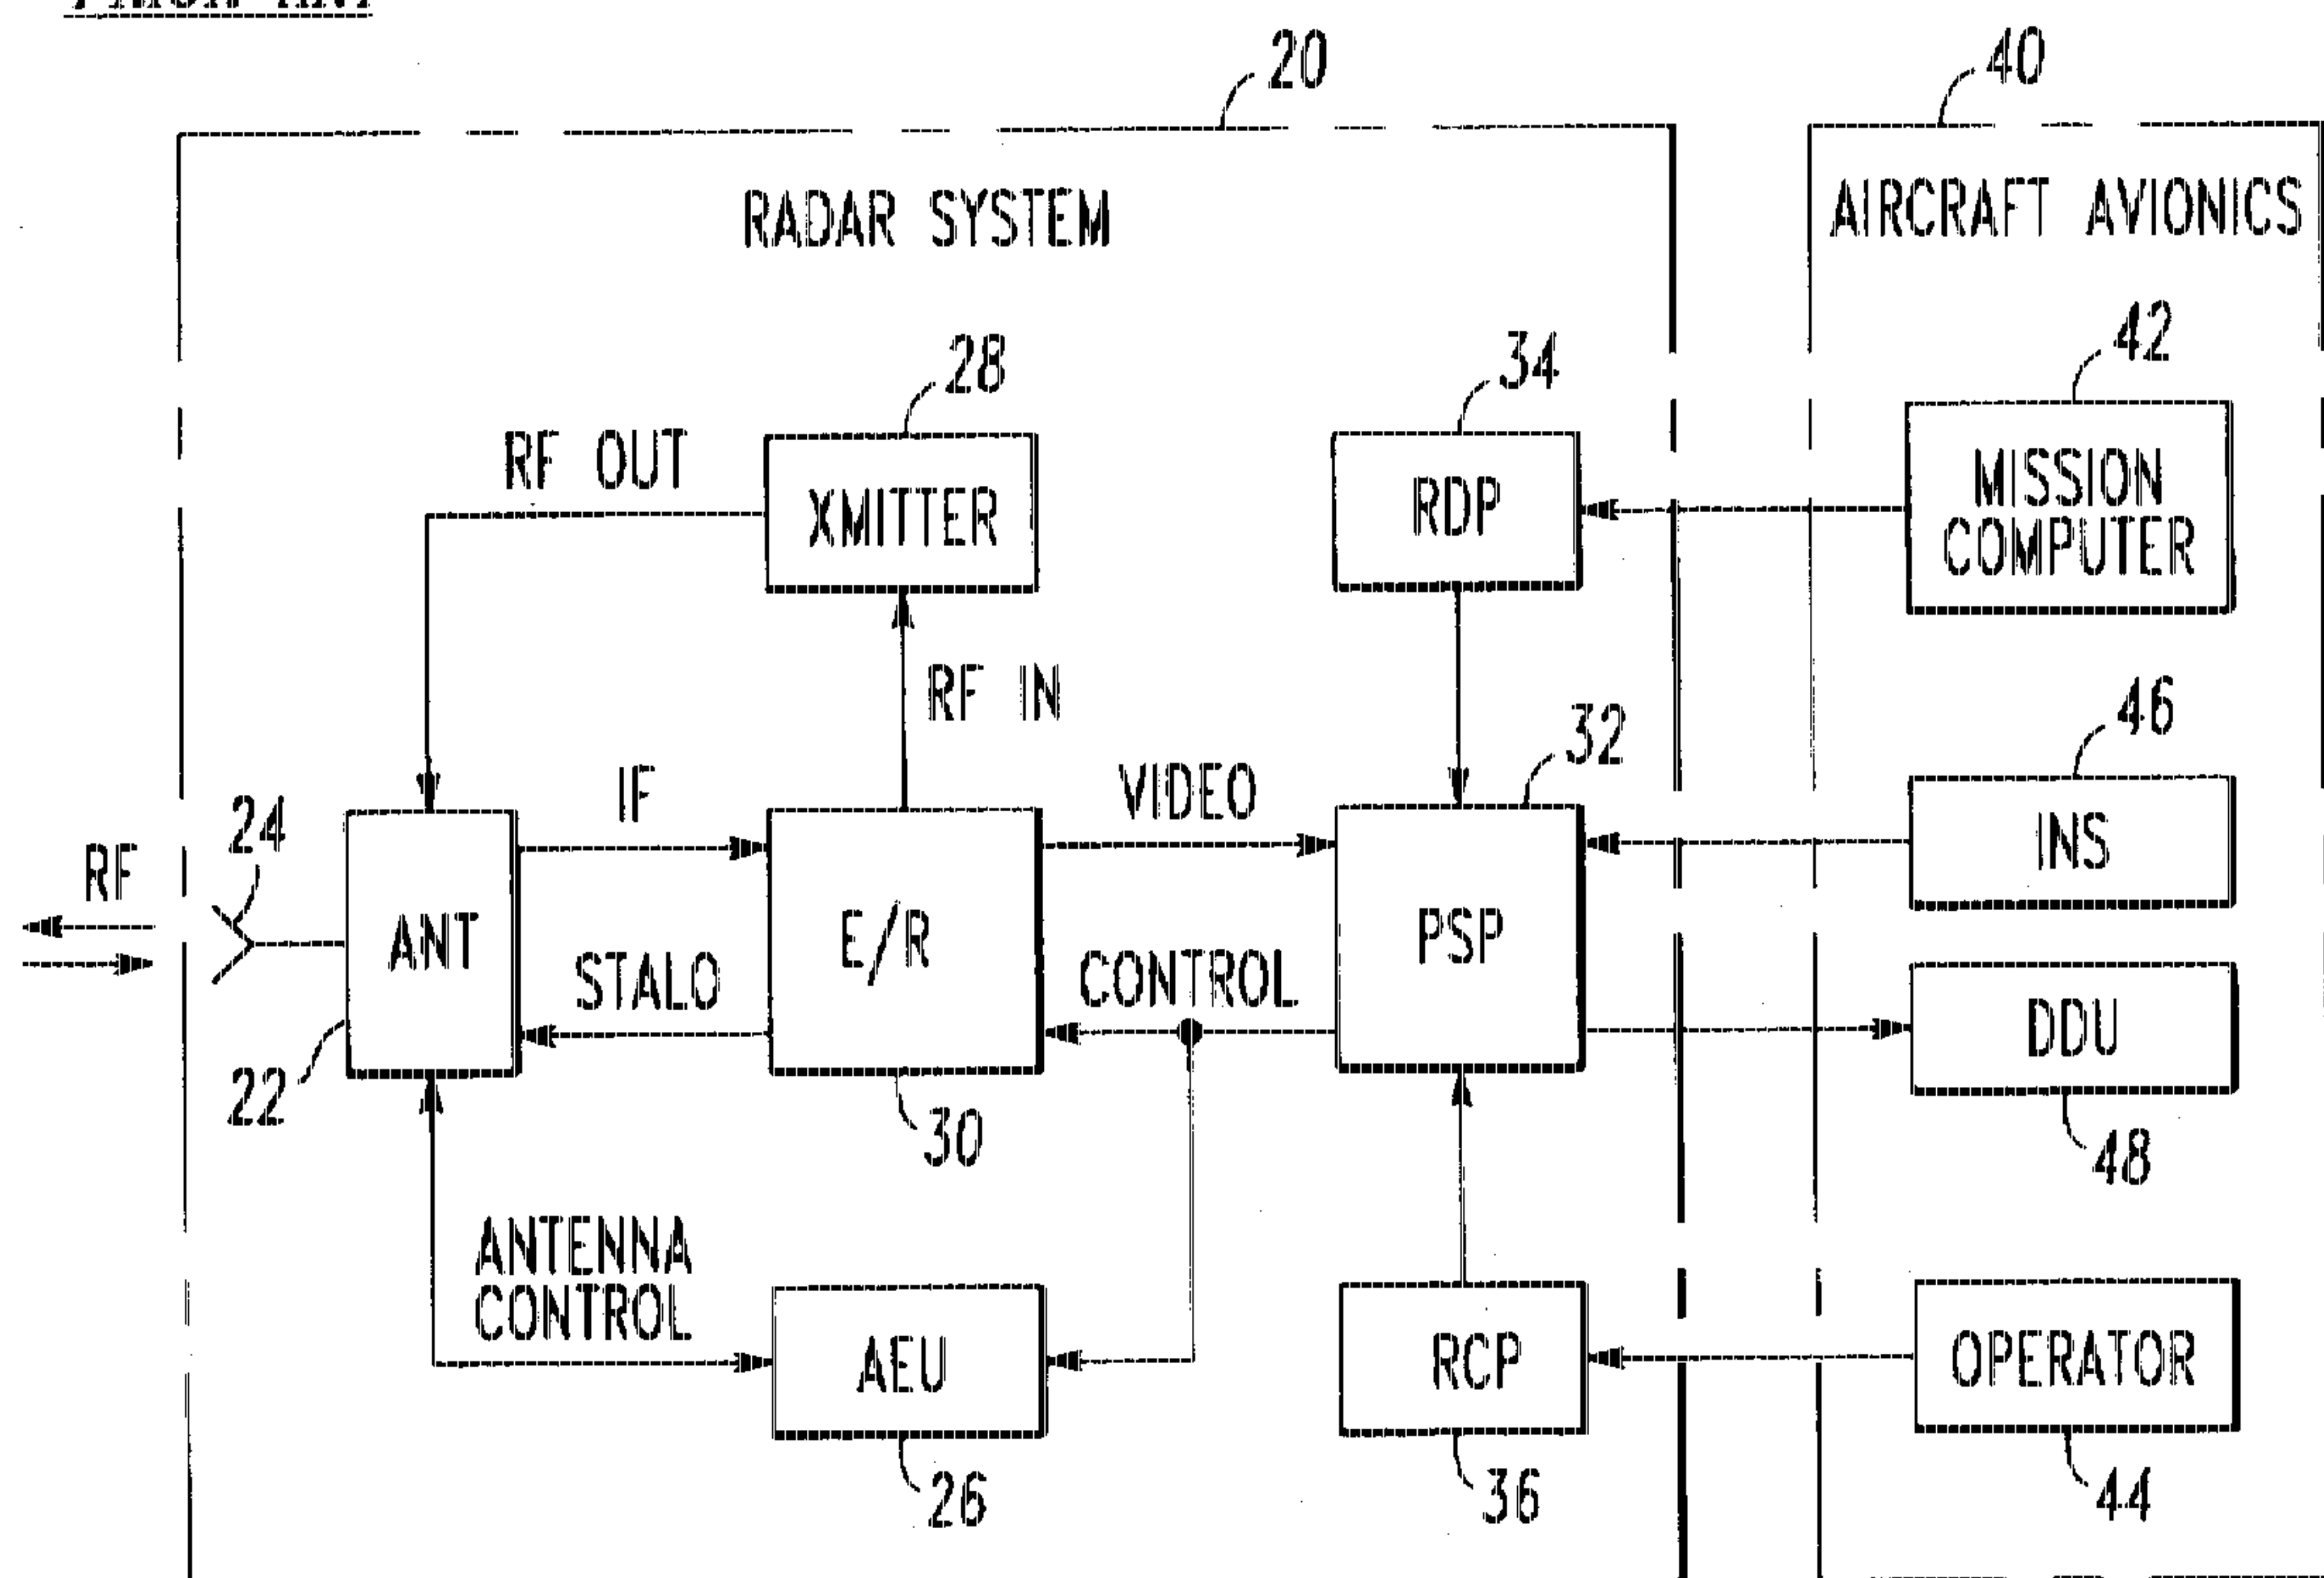 20
40
RADAR SYSTEM
AIRCRAFT AVIONICS
28
34
42
RF OUT
XMITTER
RDP
MISSION
COMPUTER
RF IN
32
46
IF
VIDEO
24
RF
ANT
E/R
PSP
INS
STALO
CONTROL
DDU
22
30
48
ANTENNA
CONTROL
AEU
RCP
OPERATOR
26
36
44